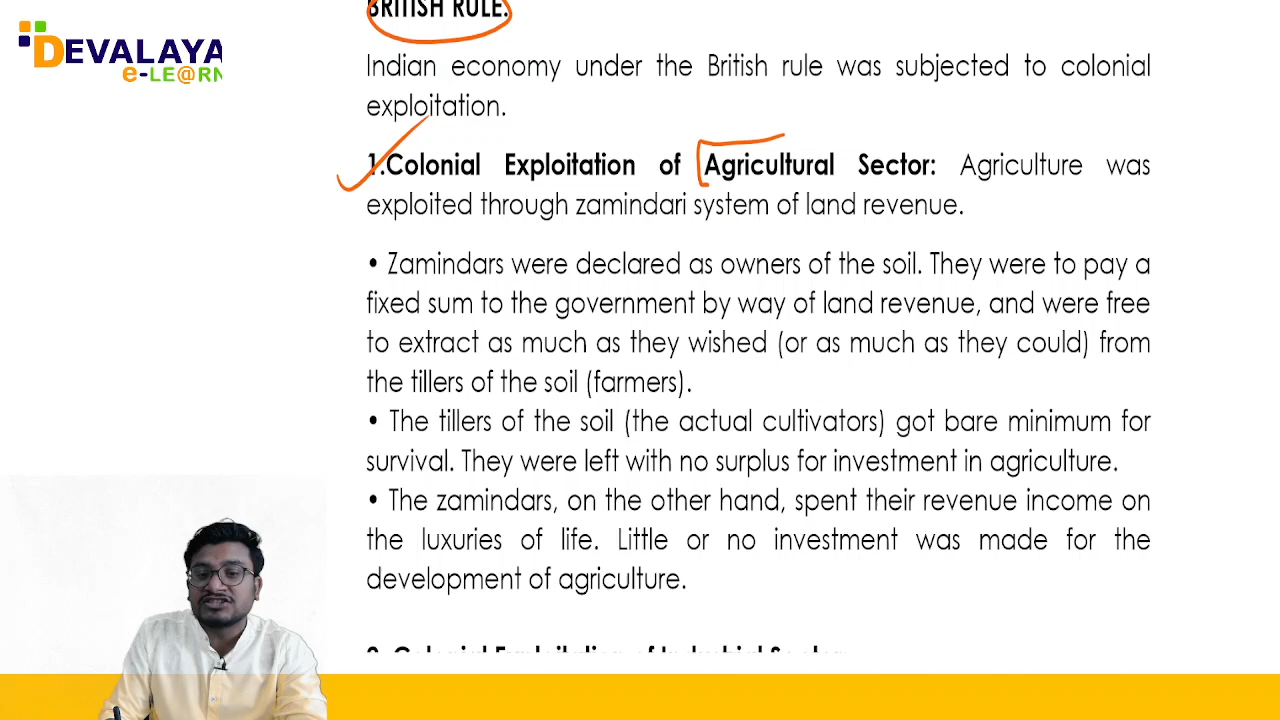 DEVALAYA
e-LE@RN
BRITISH RULE.
Indian economy under the British rule was subjected to colonial
exploitation.
1.Colonial Exploitation of Agricultural Sector: Agriculture was
exploited through zamindari system of land revenue.
• Zamindars were declared as owners of the soil. They were to pay a
fixed sum to the government by way of land revenue, and were free
to extract as much as they wished (or as much as they could) from
the tillers of the soil (farmers).
• The tillers of the soil (the actual cultivators) got bare minimum for
survival. They were left with no surplus for investment in agriculture.
• The zamindars, on the other hand, spent their revenue income on
the luxuries of life. Little or no investment was made for the
development of agriculture.
2. Colonial Exploitation of Industrial Sector: